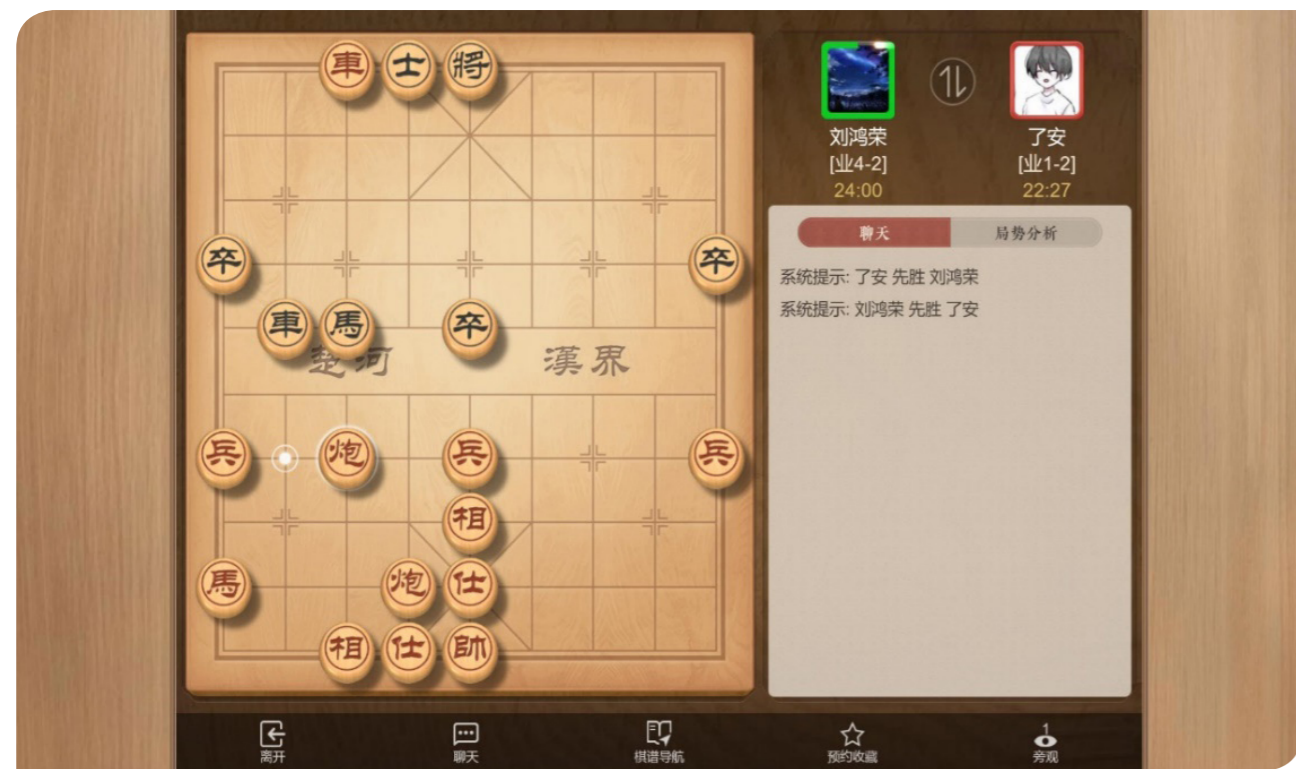 車 士 將
卒 卒
車 馬 卒
楚河 漢界
兵 炮 兵 兵
相
馬 炮 仕
相 仕 帥
刘鸿荣
[业4-2]
24:00
了安
[业1-2]
22:27
聊天 局势分析
系统提示: 了安 先胜 刘鸿荣
系统提示: 刘鸿荣 先胜 了安
离开 聊天 棋谱导航 预约收藏 1 旁观